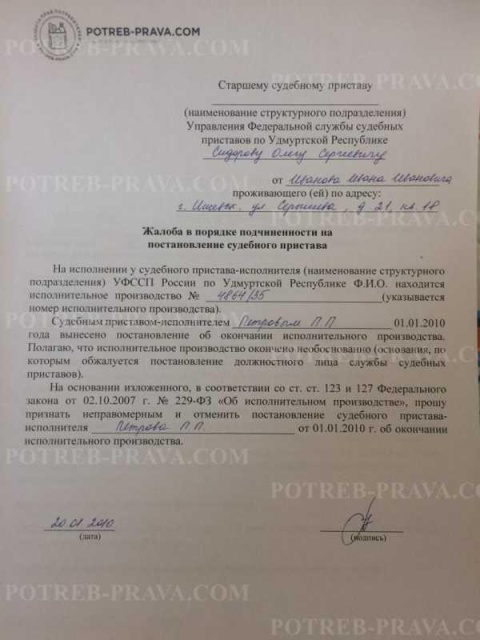 POTREB-PRAVA.COM
Старшему судебному приставу
(наименование структурного подразделения)
Управления Федеральной службы судебных
приставов по Удмуртской Республике
Сидорову Олегу Сергеевичу
от Иванова Ивана Ивановича
проживающего (ей) по адресу:
г. Ижевск, ул. Серошева, д 21, кв. 18
Жалоба в порядке подчиненности на
постановление судебного пристава
На исполнении у судебного пристава-исполнителя (наименование структурного
подразделения) УФССП России по Удмуртской Республике Ф.И.О. находится
исполнительное производство № 4864/35 (указывается
номер исполнительного производства).
Судебным приставом-исполнителем Петровым П.П 01.01.2010
года вынесено постановление об окончании исполнительного производства.
Полагаю, что исполнительное производство окончено необоснованно (основания, по
которым обжалуется постановление должностного лица службы судебных
приставов).
На основании изложенного, в соответствии со ст. ст. 123 и 127 Федерального
закона от 02.10.2007 г. № 229-ФЗ «Об исполнительном производстве», прошу
признать неправомерным и отменить постановление судебного пристава-
исполнителя Петрова П.П. от 01.01.2010 г. об окончании
исполнительного производства.
20.01.2010
(дата)
(подпись)
POTREB-PRAVA.COM